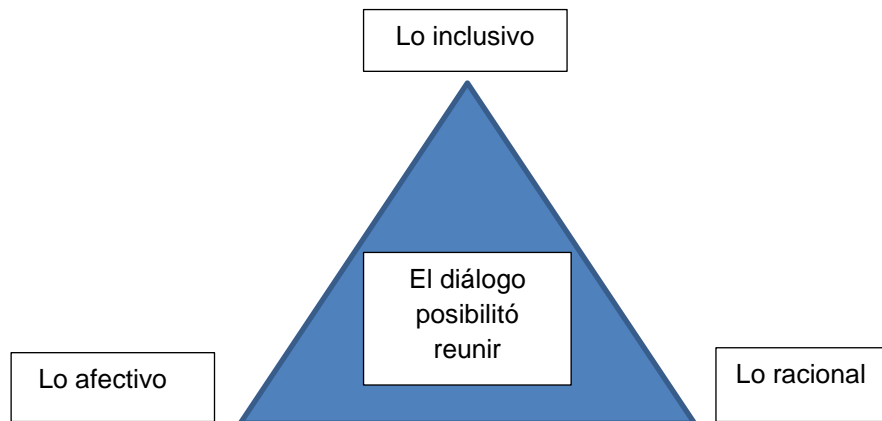 Lo inclusivo
El diálogo
posibilitó
reunir
Lo afectivo
Lo racional